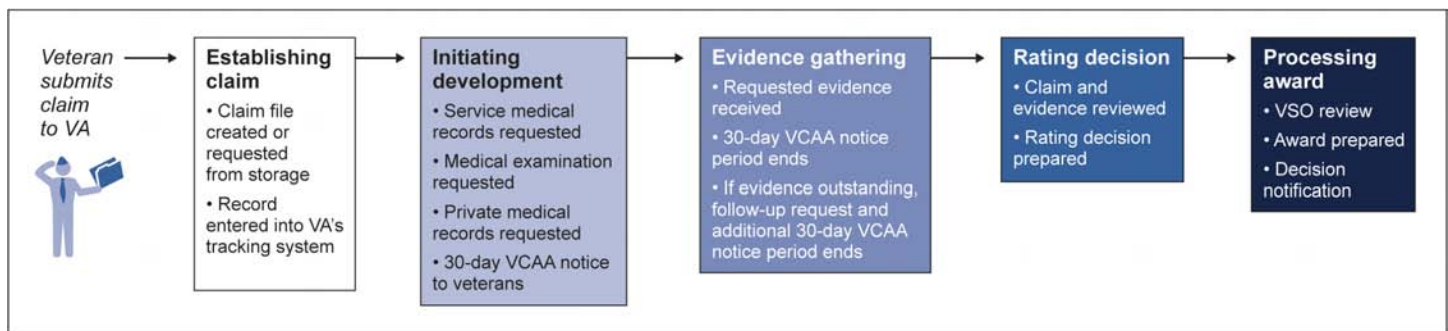 Veteran
submits
claim
to VA
Establishing
claim
• Claim file
created or
requested
from storage
• Record
entered into VA's
tracking system
Initiating
development
• Service medical
records requested
• Medical examination
requested
• Private medical
records requested
• 30-day VCAA notice
to veterans
Evidence gathering
• Requested evidence
received
• 30-day VCAA notice
period ends
• If evidence outstanding,
follow-up request and
additional 30-day VCAA
notice period ends
Rating decision
• Claim and
evidence reviewed
• Rating decision
prepared
Processing
award
• VSO review
• Award prepared
• Decision
notification